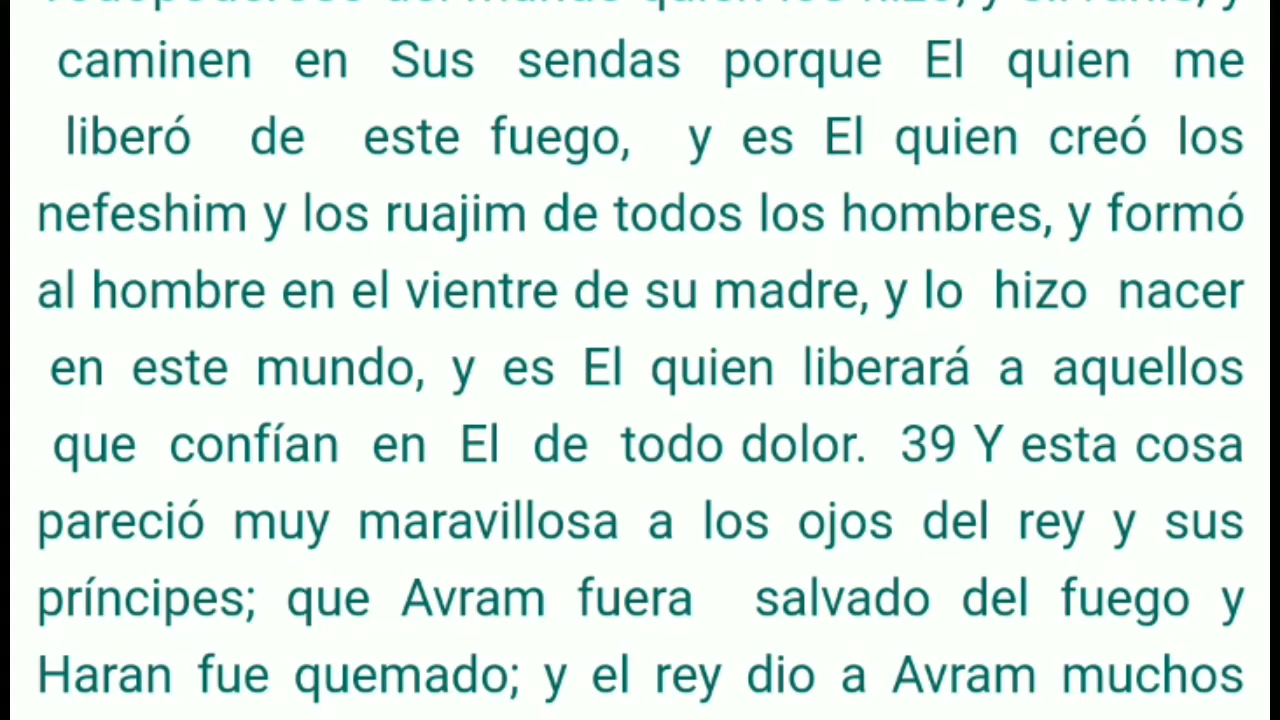 caminen en Sus sendas porque El quien me
liberó de este fuego, y es El quien creó los
nefeshim y los ruajim de todos los hombres, y formó
al hombre en el vientre de su madre, y lo hizo nacer
en este mundo, y es El quien liberará a aquellos
que confían en El de todo dolor. 39 Y esta cosa
pareció muy maravillosa a los ojos del rey y sus
príncipes; que Avram fuera salvado del fuego y
Haran fue quemado; y el rey dio a Avram muchos